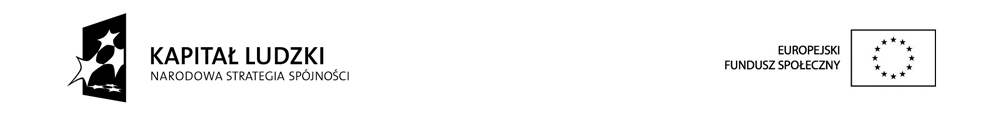 KAPITAŁ LUDZKI
NARODOWA STRATEGIA SPÓJNOŚCI
EUROPEJSKI
FUNDUSZ SPOŁECZNY